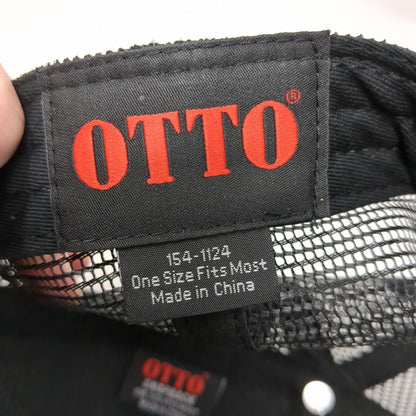 OTTO®
154-1124
One Size Fits Most
Made in China
OTTO